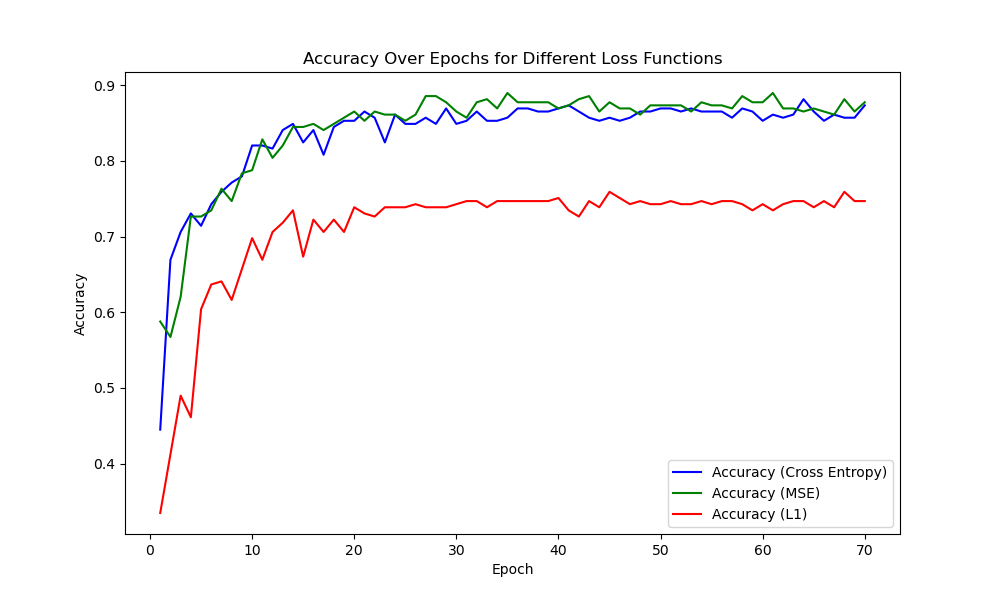 Accuracy Over Epochs for Different Loss Functions
0.9
0.8
0.7
0.6
0.5
0.4
Accuracy
0
10
20
30
40
50
60
70
Epoch
Accuracy (Cross Entropy)
Accuracy (MSE)
Accuracy (L1)